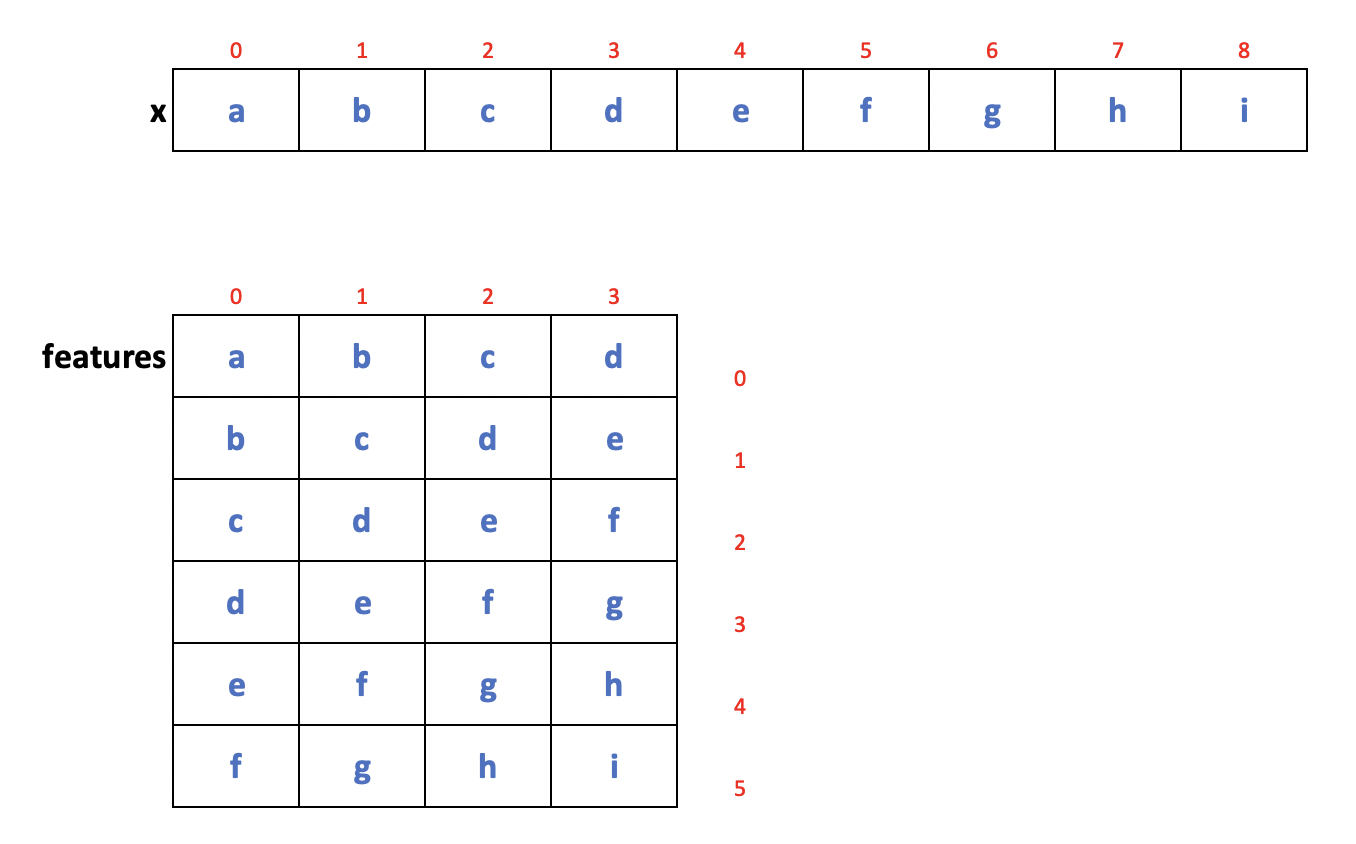 0 1 2 3 4 5 6 7 8
x a b c d e f g h i
0 1 2 3
features a b c d 0
b c d e 1
c d e f 2
d e f g 3
e f g h 4
f g h i 5